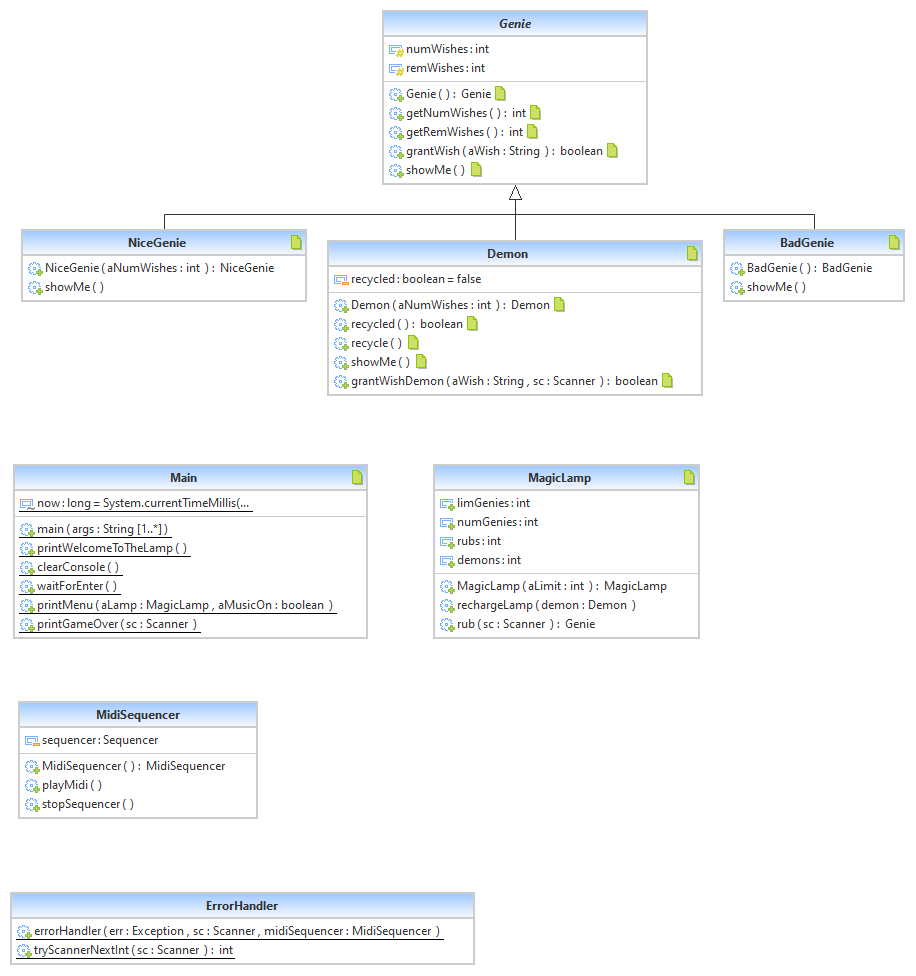 Genie
numWishes : int
remWishes : int
Genie ( ) : Genie
getNumWishes ( ) : int
getRemWishes ( ) : int
grantWish ( aWish : String ) : boolean
showMe ( )
NiceGenie
NiceGenie ( aNumWishes : int ) : NiceGenie
showMe ( )
Demon
recycled : boolean = false
Demon ( aNumWishes : int ) : Demon
recycled ( ) : boolean
recycle ( )
showMe ( )
grantWishDemon ( aWish : String , sc : Scanner ) : boolean
BadGenie
BadGenie ( ) : BadGenie
showMe ( )
Main
now : long = System.currentTimeMillis(...
main ( args : String [1..*] )
printWelcomeToTheLamp ( )
clearConsole ( )
waitForEnter ( )
printMenu ( aLamp : MagicLamp , aMusicOn : boolean )
printGameOver ( sc : Scanner )
MagicLamp
limGenies : int
numGenies : int
rubs : int
demons : int
MagicLamp ( aLimit : int ) : MagicLamp
rechargeLamp ( demon : Demon )
rub ( sc : Scanner ) : Genie
MidiSequencer
sequencer : Sequencer
MidiSequencer ( ) : MidiSequencer
playMidi ( )
stopSequencer ( )
ErrorHandler
errorHandler ( err : Exception , sc : Scanner , midiSequencer : MidiSequencer )
tryScannerNextInt ( sc : Scanner ) : int